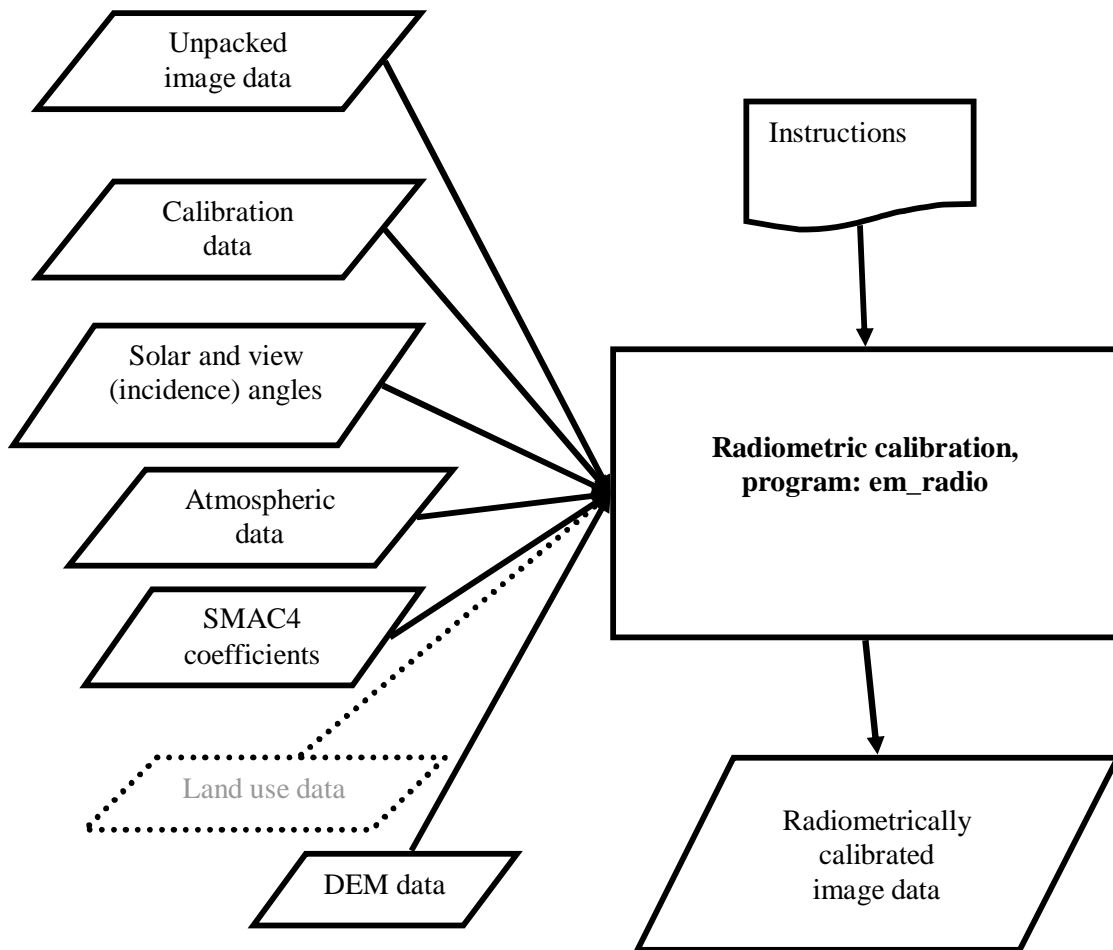 Unpacked
image data
Calibration
data
Solar and view
(incidence) angles
Atmospheric
data
SMAC4
coefficients
Land use data
DEM data
Instructions
Radiometric calibration,
program: em_radio
Radiometrically
calibrated
image data